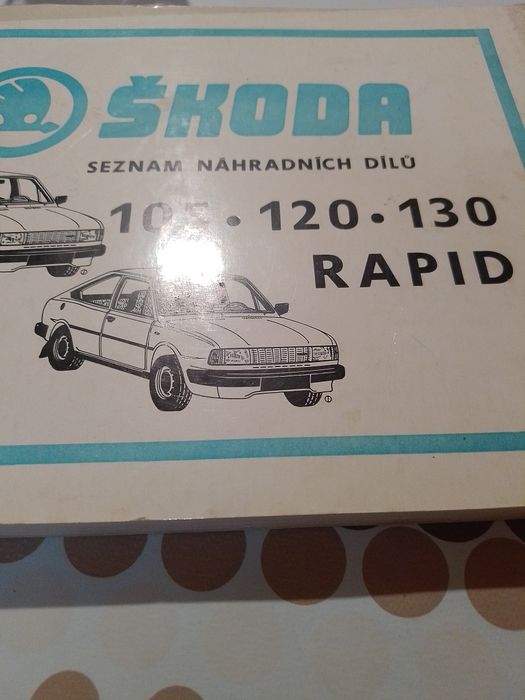 ŠKODA
SEZNAM NÁHRADNÍCH DÍLŮ
105 • 120 • 130
RAPID